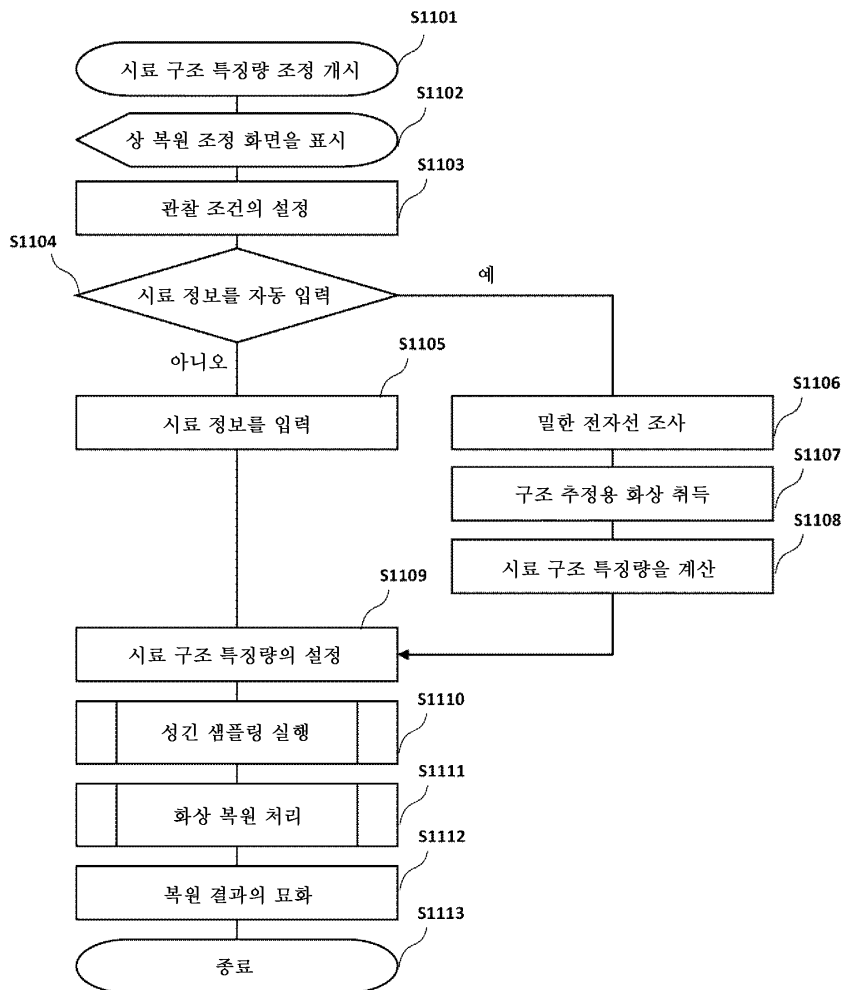 S1101
시료 구조 특징량 조정 개시
S1102
상 복원 조정 화면을 표시
S1103
관찰 조건의 설정
S1104
시료 정보를 자동 입력
예
아니오
S1105
시료 정보를 입력
S1106
밀한 전자선 조사
S1107
구조 추정용 화상 취득
S1108
시료 구조 특징량을 계산
S1109
시료 구조 특징량의 설정
S1110
성긴 샘플링 실행
S1111
화상 복원 처리
S1112
복원 결과의 묘화
S1113
종료